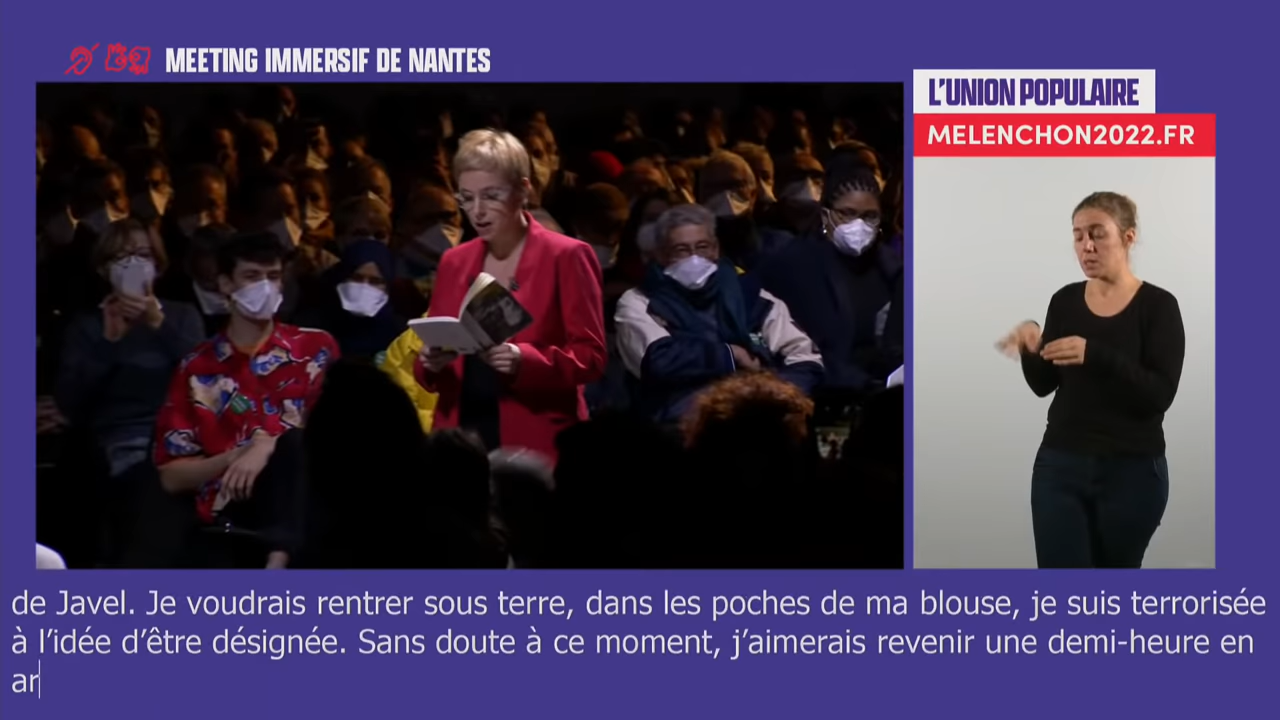 MEETING IMMERSIF DE NANTES
L'UNION POPULAIRE
MELENCHON2022.FR
de Javel. Je voudrais rentrer sous terre, dans les poches de ma blouse, je suis terrorisée
à l’idée d’être désignée. Sans doute à ce moment, j’aimerais revenir une demi-heure en
ar